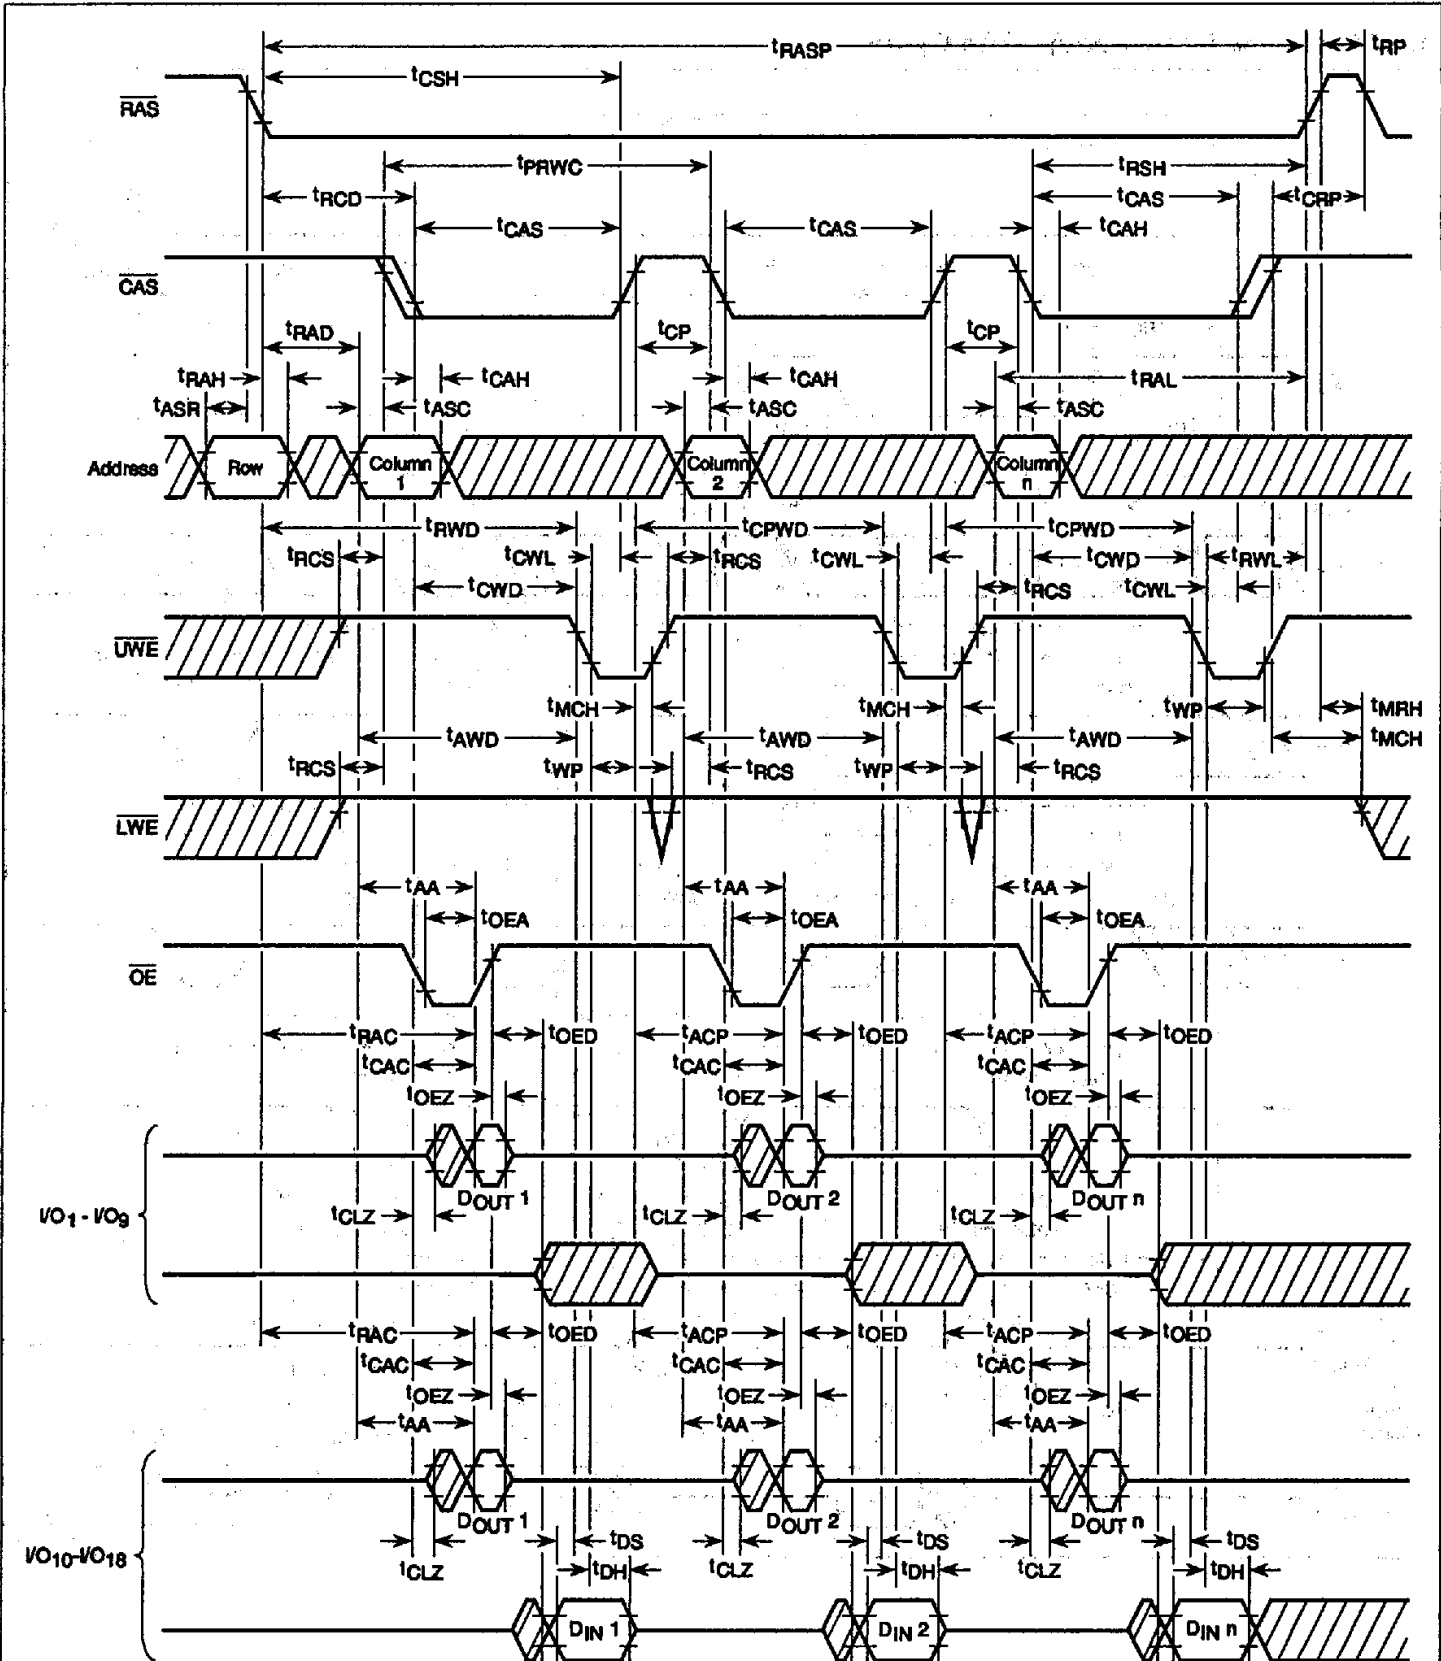 tRASP tRP
tCSH
RAS
tPRWC tRSH
tRCD tCAS tCRP
tCAS tCAS tCAH
CAS
tRAD tCP tCP
tRAH tCAH tCAH tRAL
tASR tASC tASC tASC
Address Row Column 1 Column 2 Column n
tRWD tCPWD tCPWD
tRCS tCWL tRCS tCWL tCWD tRWL
tCWD tRCS tCWL
UWE
tMCH tMCH tWP tMRH
tAWD tAWD tAWD tMCH
tRCS tWP tRCS tWP tRCS
LWE
tAA tAA tAA
tOEA tOEA tOEA
OE
tRAC tOED tACP tOED tACP tOED
tCAC tCAC tCAC
tOEZ tOEZ tOEZ
DOUT 1 DOUT 2 DOUT n
I/O1 - I/O9 tCLZ tCLZ tCLZ
tRAC tOED tACP tOED tACP tOED
tCAC tCAC tCAC
tOEZ tOEZ tOEZ
tAA tAA tAA
DOUT 1 DOUT 2 DOUT n
I/O10-I/O18 tDS tDS tDS
tCLZ tDH tCLZ tDH tCLZ tDH
DIN 1 DIN 2 DIN n